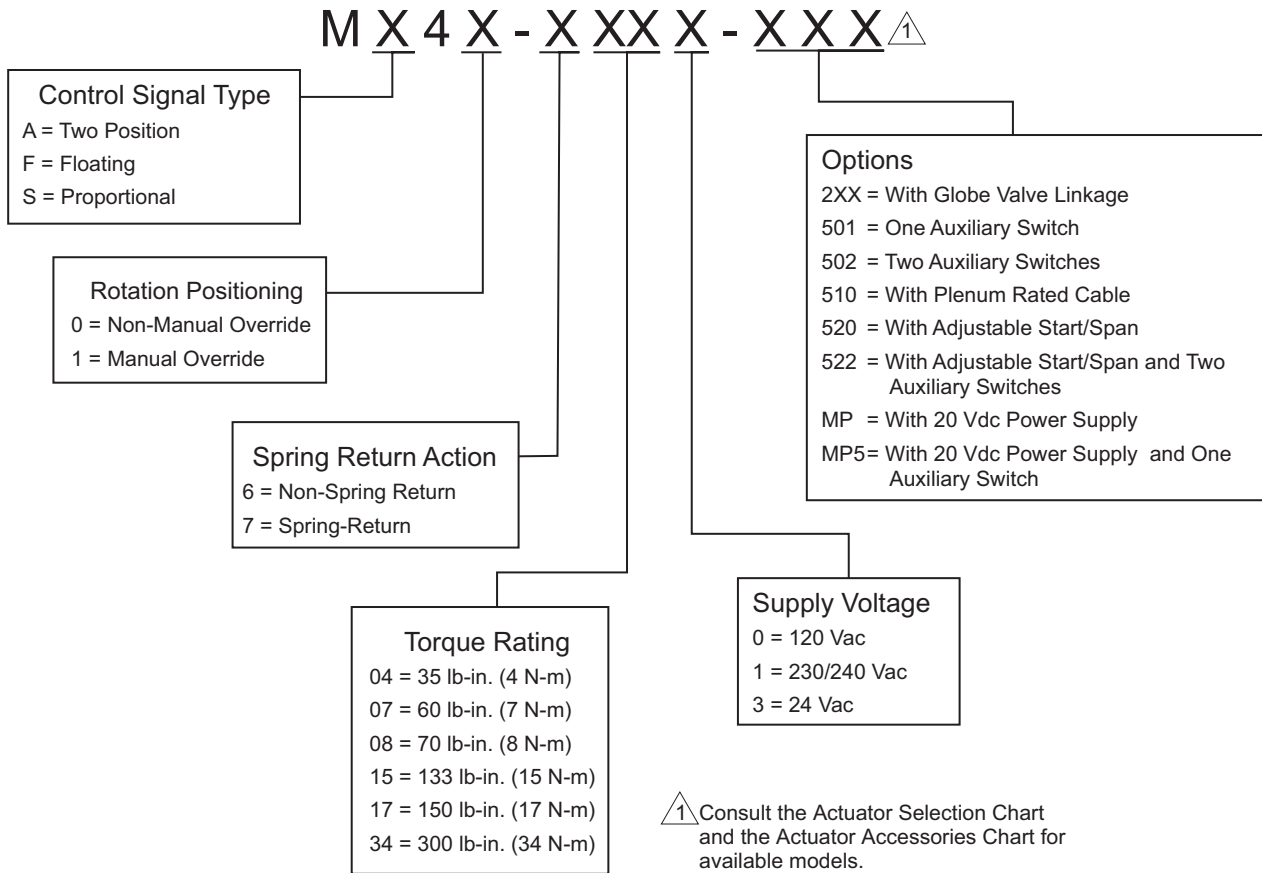 M X 4 X - X XX X - X X X 1
Control Signal Type
A = Two Position
F = Floating
S = Proportional
Rotation Positioning
0 = Non-Manual Override
1 = Manual Override
Spring Return Action
6 = Non-Spring Return
7 = Spring-Return
Torque Rating
04 = 35 lb-in. (4 N-m)
07 = 60 lb-in. (7 N-m)
08 = 70 lb-in. (8 N-m)
15 = 133 lb-in. (15 N-m)
17 = 150 lb-in. (17 N-m)
34 = 300 lb-in. (34 N-m)
Options
2XX = With Globe Valve Linkage
501 = One Auxiliary Switch
502 = Two Auxiliary Switches
510 = With Plenum Rated Cable
520 = With Adjustable Start/Span
522 = With Adjustable Start/Span and Two
Auxiliary Switches
MP = With 20 Vdc Power Supply
MP5= With 20 Vdc Power Supply and One
Auxiliary Switch
Supply Voltage
0 = 120 Vac
1 = 230/240 Vac
3 = 24 Vac
1 Consult the Actuator Selection Chart
and the Actuator Accessories Chart for
available models.